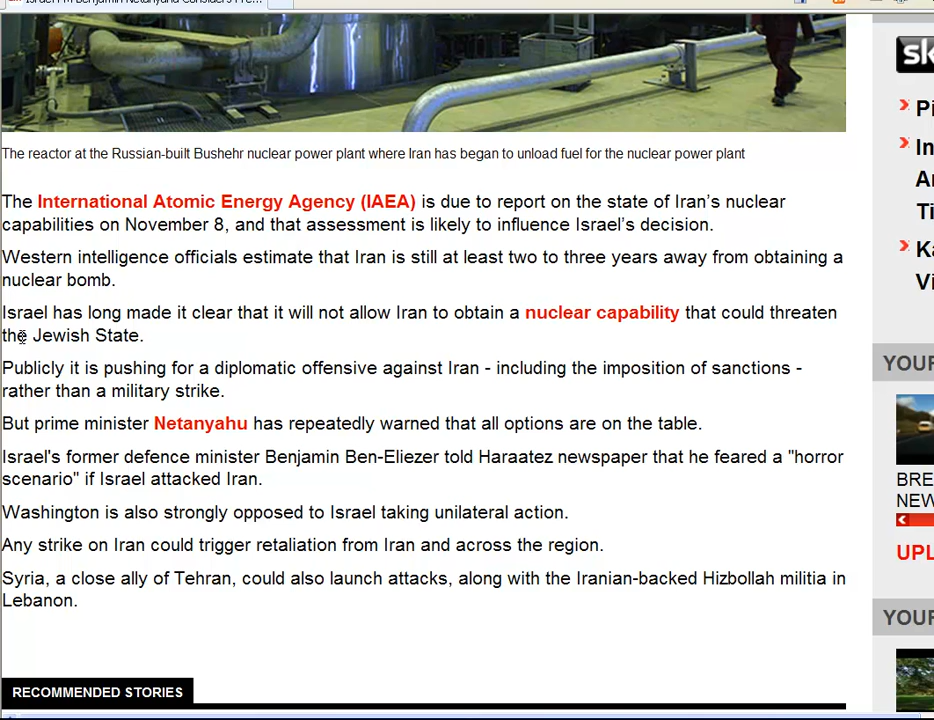 The reactor at the Russian-built Bushehr nuclear power plant where Iran has began to unload fuel for the nuclear power plant
The International Atomic Energy Agency (IAEA) is due to report on the state of Iran's nuclear
capabilities on November 8, and that assessment is likely to influence Israel's decision.
Western intelligence officials estimate that Iran is still at least two to three years away from obtaining a
nuclear bomb.
Israel has long made it clear that it will not allow Iran to obtain a nuclear capability that could threaten
the Jewish State.
Publicly it is pushing for a diplomatic offensive against Iran - including the imposition of sanctions -
rather than a military strike.
But prime minister Netanyahu has repeatedly warned that all options are on the table.
Israel's former defence minister Benjamin Ben-Eliezer told Haraatez newspaper that he feared a "horror
scenario" if Israel attacked Iran.
Washington is also strongly opposed to Israel taking unilateral action.
Any strike on Iran could trigger retaliation from Iran and across the region.
Syria, a close ally of Tehran, could also launch attacks, along with the Iranian-backed Hizbollah militia in
Lebanon.
RECOMMENDED STORIES
sk
Pi
In
Ar
Ti
Ka
Vi
YOUR
BRE
NEW
UPL
YOUR